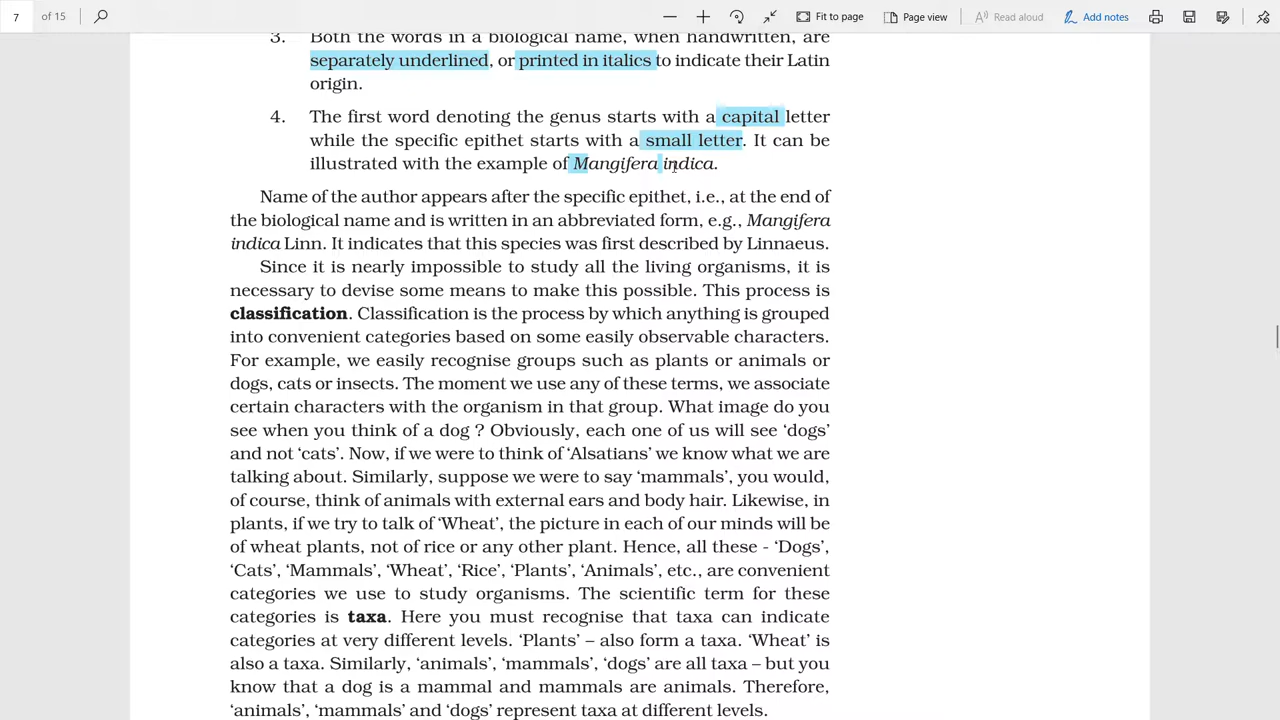 7 of 15 Fit to page Page view Read aloud Add notes
3. Both the words in a biological name, when handwritten, are
separately underlined, or printed in italics to indicate their Latin
origin.
4. The first word denoting the genus starts with a capital letter
while the specific epithet starts with a small letter. It can be
illustrated with the example of Mangifera indica.
Name of the author appears after the specific epithet, i.e., at the end of
the biological name and is written in an abbreviated form, e.g., Mangifera
indica Linn. It indicates that this species was first described by Linnaeus.
Since it is nearly impossible to study all the living organisms, it is
necessary to devise some means to make this possible. This process is
classification. Classification is the process by which anything is grouped
into convenient categories based on some easily observable characters.
For example, we easily recognise groups such as plants or animals or
dogs, cats or insects. The moment we use any of these terms, we associate
certain characters with the organism in that group. What image do you
see when you think of a dog ? Obviously, each one of us will see ‘dogs’
and not ‘cats’. Now, if we were to think of ‘Alsatians’ we know what we are
talking about. Similarly, suppose we were to say ‘mammals’, you would,
of course, think of animals with external ears and body hair. Likewise, in
plants, if we try to talk of ‘Wheat’, the picture in each of our minds will be
of wheat plants, not of rice or any other plant. Hence, all these - ‘Dogs’,
‘Cats’, ‘Mammals’, ‘Wheat’, ‘Rice’, ‘Plants’, ‘Animals’, etc., are convenient
categories we use to study organisms. The scientific term for these
categories is taxa. Here you must recognise that taxa can indicate
categories at very different levels. ‘Plants’ – also form a taxa. ‘Wheat’ is
also a taxa. Similarly, ‘animals’, ‘mammals’, ‘dogs’ are all taxa – but you
know that a dog is a mammal and mammals are animals. Therefore,
‘animals’, ‘mammals’ and ‘dogs’ represent taxa at different levels.